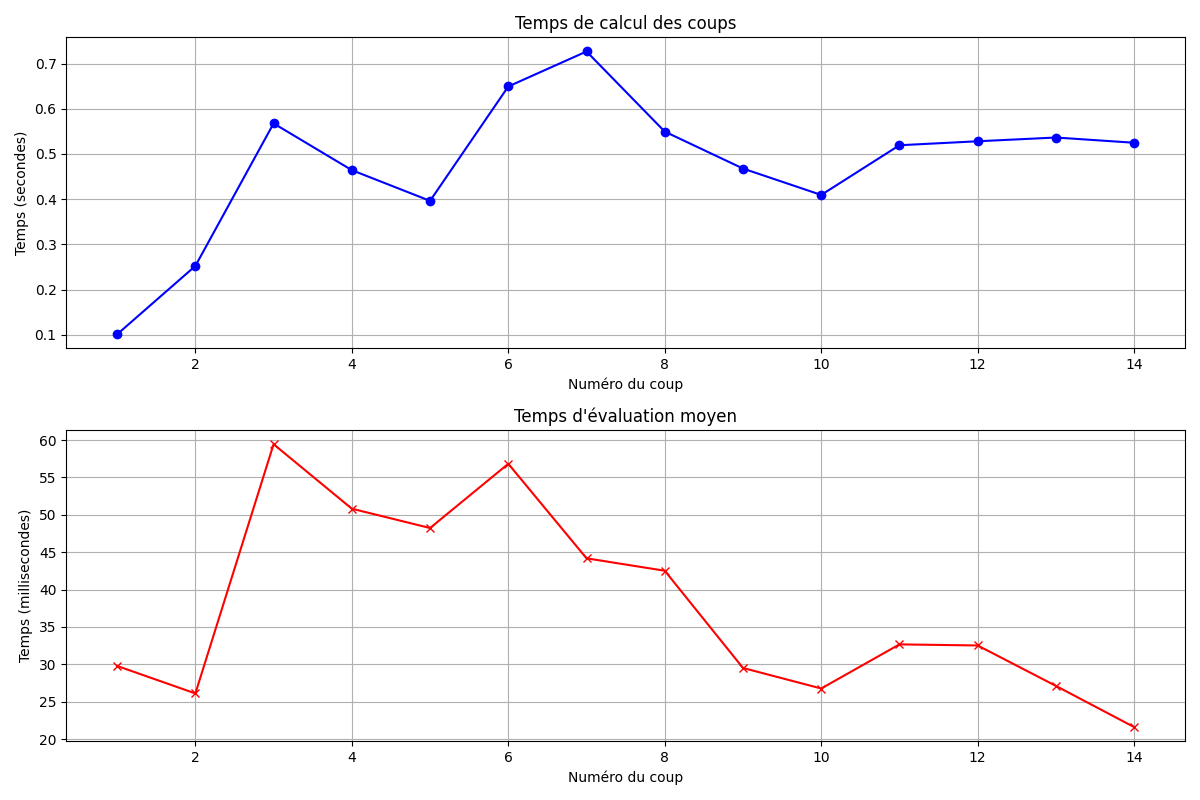 Temps de calcul des coups
Temps (secondes)
0.7
0.6
0.5
0.4
0.3
0.2
0.1
2 4 6 8 10 12 14
Numéro du coup
Temps d'évaluation moyen
Temps (millisecondes)
60
55
50
45
40
35
30
25
20
2 4 6 8 10 12 14
Numéro du coup